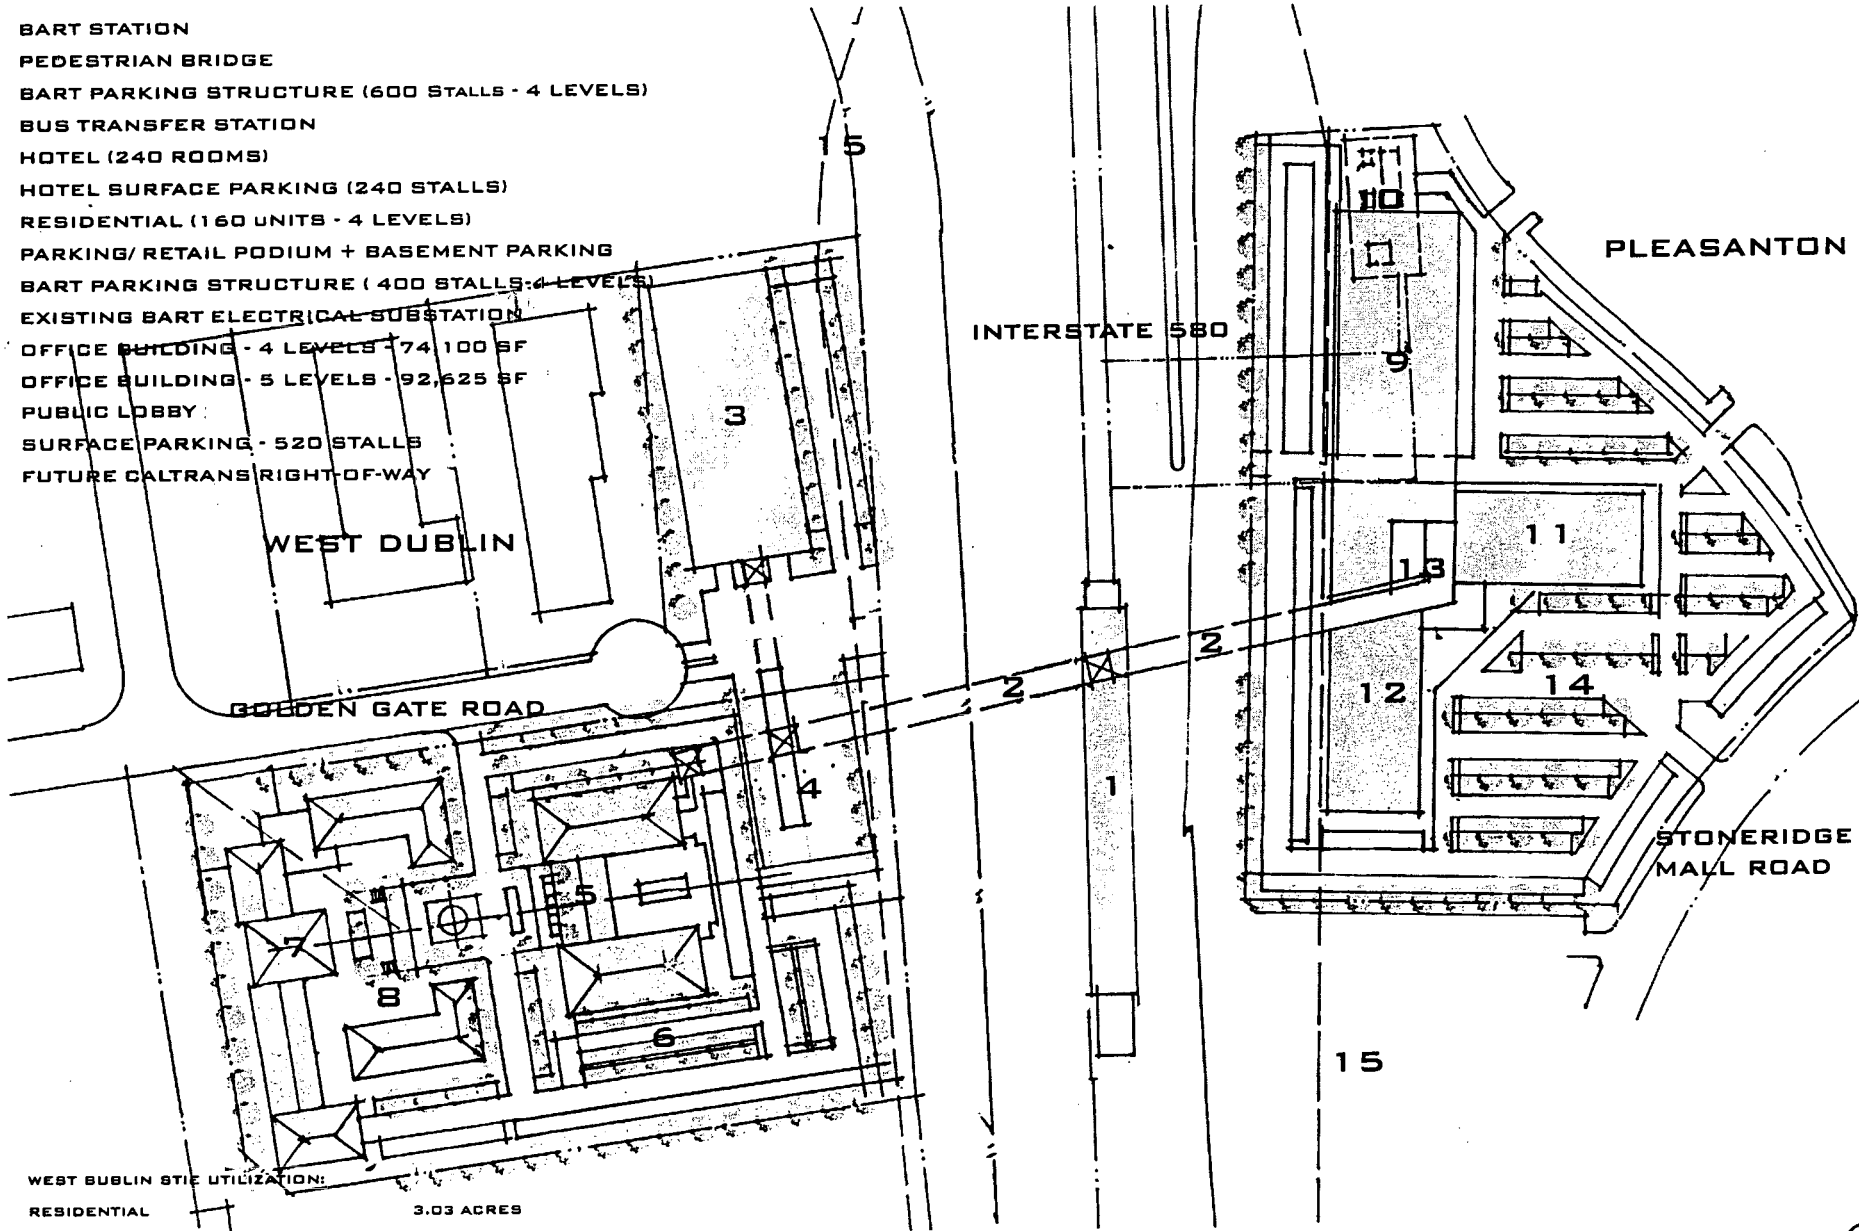 BART STATION
PEDESTRIAN BRIDGE
BART PARKING STRUCTURE (600 STALLS - 4 LEVELS)
BUS TRANSFER STATION
HOTEL (240 ROOMS)
HOTEL SURFACE PARKING (240 STALLS)
RESIDENTIAL (160 UNITS - 4 LEVELS)
PARKING/ RETAIL PODIUM + BASEMENT PARKING
BART PARKING STRUCTURE ( 400 STALLS-4 LEVELS)
EXISTING BART ELECTRICAL SUBSTATION
OFFICE BUILDING - 4 LEVELS - 74,100 SF
OFFICE BUILDING - 5 LEVELS - 92,625 SF
PUBLIC LOBBY
SURFACE PARKING - 520 STALLS
FUTURE CALTRANS RIGHT-OF-WAY
15
10
PLEASANTON
INTERSTATE 580
9
3
WEST DUBLIN
11
13
2
2
12
14
GOLDEN GATE ROAD
4
1
STONERIDGE
MALL ROAD
5
7
8
6
15
WEST BUBLIN STIE UTILIZATION:
RESIDENTIAL 3.03 ACRES